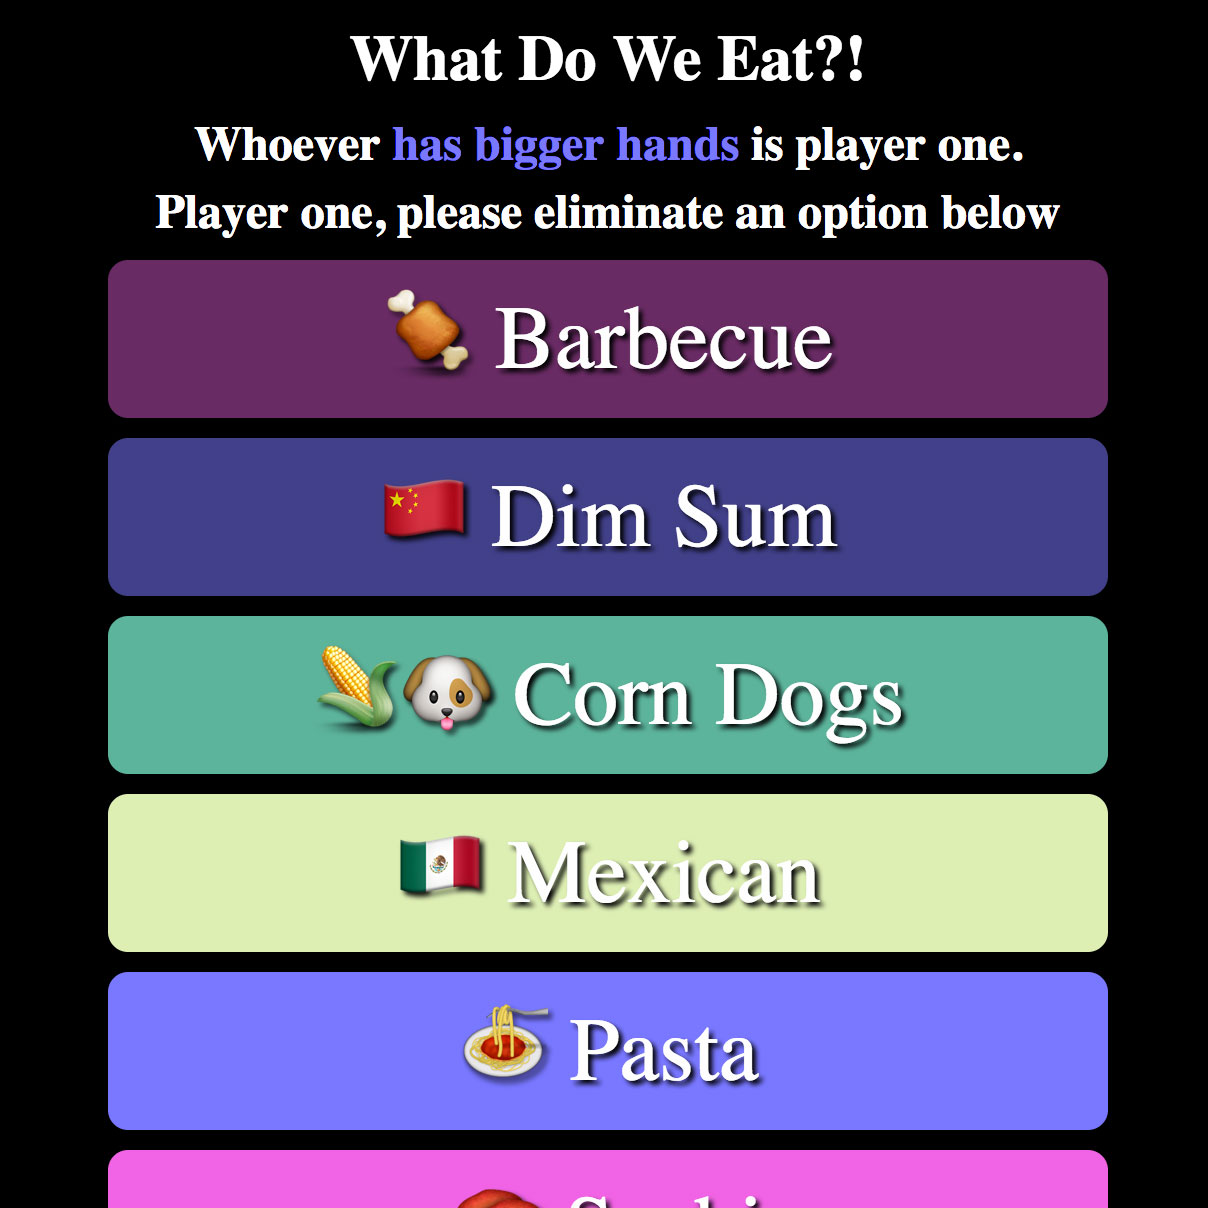 What Do We Eat?!
Whoever has bigger hands is player one.
Player one, please eliminate an option below
Barbecue
Dim Sum
Corn Dogs
Mexican
Pasta